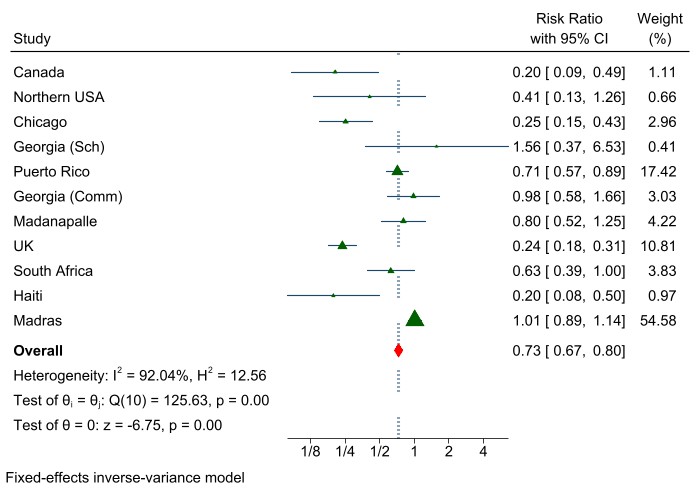 Risk Ratio Weight
Study with 95% CI (%)
Canada 0.20 [ 0.09, 0.49] 1.11
Northern USA 0.41 [ 0.13, 1.26] 0.66
Chicago 0.25 [ 0.15, 0.43] 2.96
Georgia (Sch) 1.56 [ 0.37, 6.53] 0.41
Puerto Rico 0.71 [ 0.57, 0.89] 17.42
Georgia (Comm) 0.98 [ 0.58, 1.66] 3.03
Madanapalle 0.80 [ 0.52, 1.25] 4.22
UK 0.24 [ 0.18, 0.31] 10.81
South Africa 0.63 [ 0.39, 1.00] 3.83
Haiti 0.20 [ 0.08, 0.50] 0.97
Madras 1.01 [ 0.89, 1.14] 54.58
Overall 0.73 [ 0.67, 0.80]
Heterogeneity: I² = 92.04%, H² = 12.56
Test of θᵢ = θⱼ: Q(10) = 125.63, p = 0.00
Test of θ = 0: z = -6.75, p = 0.00
1/8 1/4 1/2 1 2 4
Fixed-effects inverse-variance model